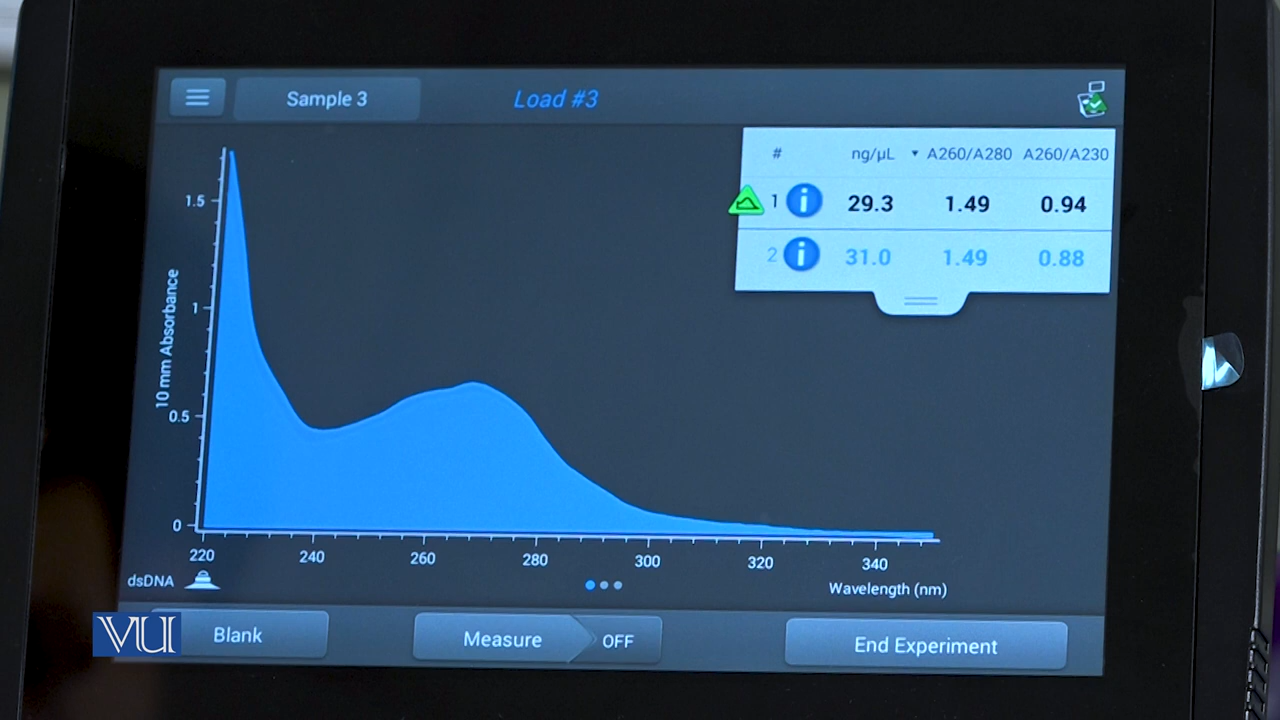 Sample 3
Load #3
# ng/µL ▾ A260/A280 A260/A230
1 i 29.3 1.49 0.94
2 i 31.0 1.49 0.88
10 mm Absorbance
1.5
1
0.5
0
220 240 260 280 300 320 340
Wavelength (nm)
dsDNA
VU
Blank
Measure OFF
End Experiment